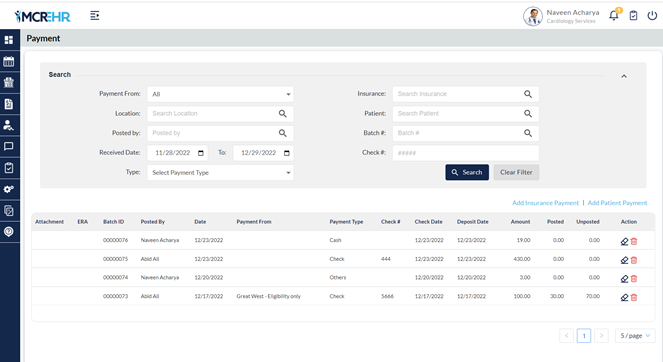 MCREHR
Naveen Acharya
Cardiology Services
Payment
Search
Payment From: All
Insurance: Search Insurance
Location: Search Location
Patient: Search Patient
Posted by: Posted by
Batch #: Batch #
Received Date: 11/28/2022 To: 12/29/2022
Check #: #####
Type: Select Payment Type
Search Clear Filter
Add Insurance Payment | Add Patient Payment
Attachment ERA Batch ID Posted By Date Payment From Payment Type Check # Check Date Deposit Date Amount Posted Unposted Action
00000076 Naveen Acharya 12/23/2022 Cash 12/23/2022 12/23/2022 19.00 0.00 0.00
00000075 Abid Ali 12/23/2022 Check 444 12/23/2022 12/23/2022 430.00 0.00 0.00
00000074 Naveen Acharya 12/20/2022 Others 12/20/2022 12/20/2022 3.00 0.00 0.00
00000073 Abid Ali 12/17/2022 Great West - Eligibility only Check 5666 12/17/2022 12/17/2022 100.00 30.00 70.00
< 1 > 5 / page